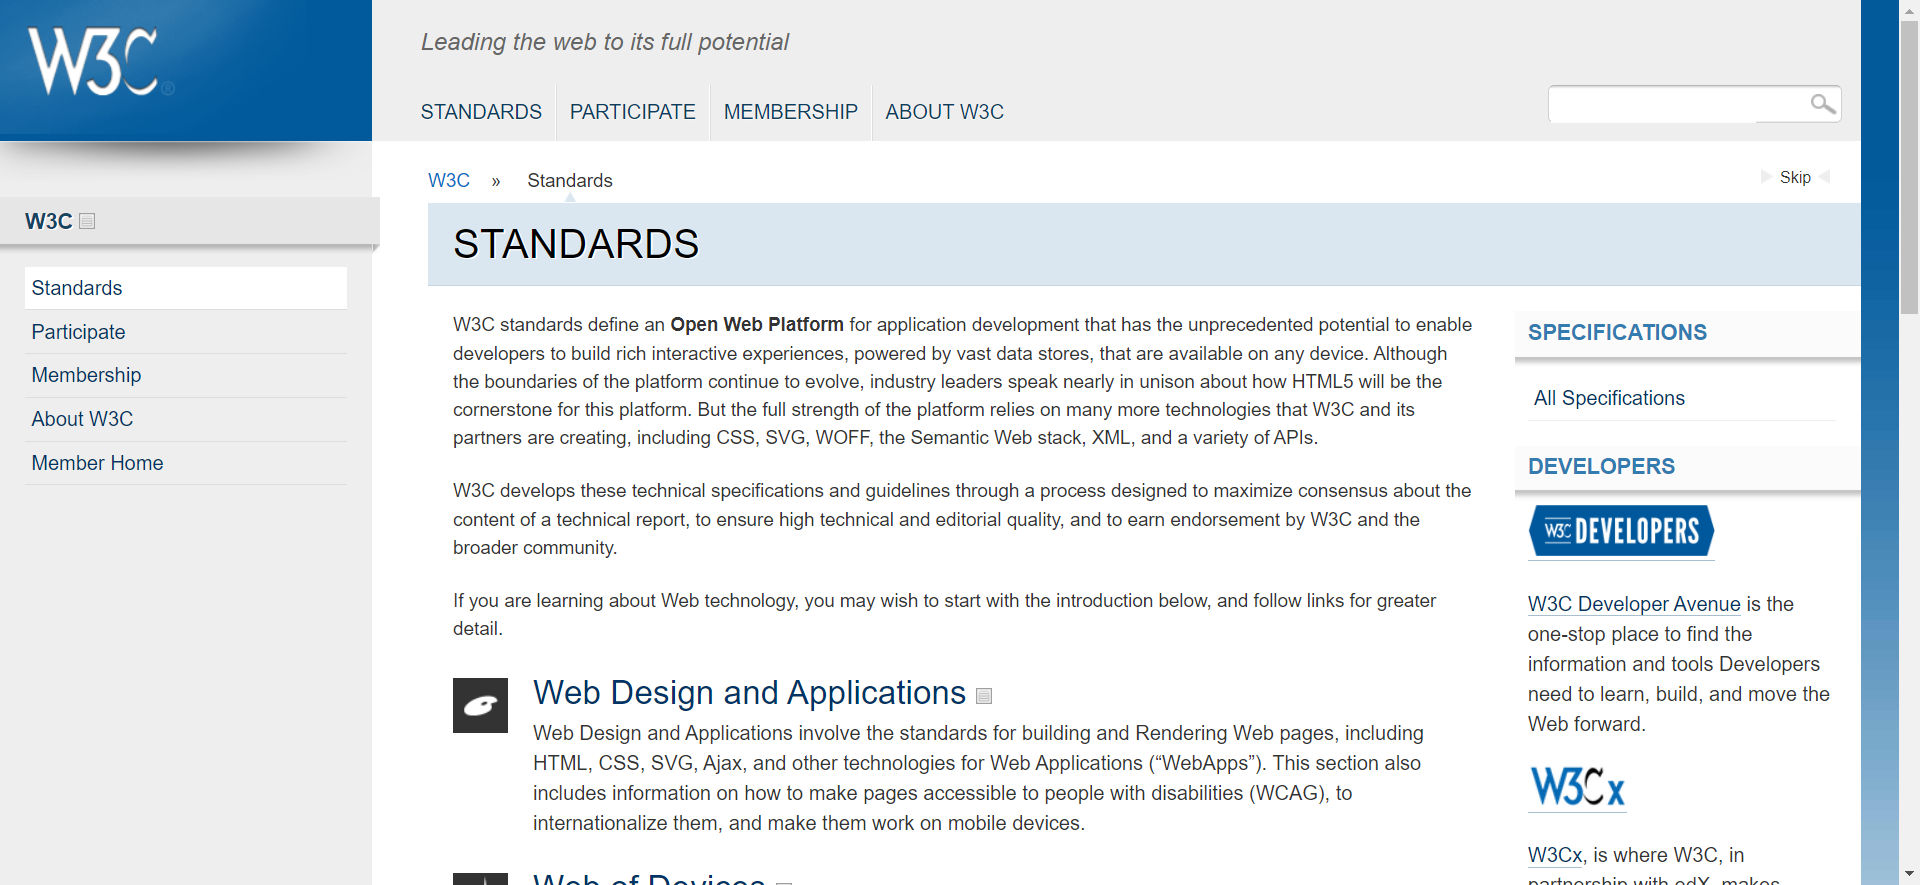 W3C®
Leading the web to its full potential
STANDARDS
PARTICIPATE
MEMBERSHIP
ABOUT W3C
W3C
Standards
Participate
Membership
About W3C
Member Home
W3C » Standards
Skip
STANDARDS
W3C standards define an Open Web Platform for application development that has the unprecedented potential to enable
developers to build rich interactive experiences, powered by vast data stores, that are available on any device. Although
the boundaries of the platform continue to evolve, industry leaders speak nearly in unison about how HTML5 will be the
cornerstone for this platform. But the full strength of the platform relies on many more technologies that W3C and its
partners are creating, including CSS, SVG, WOFF, the Semantic Web stack, XML, and a variety of APIs.
W3C develops these technical specifications and guidelines through a process designed to maximize consensus about the
content of a technical report, to ensure high technical and editorial quality, and to earn endorsement by W3C and the
broader community.
If you are learning about Web technology, you may wish to start with the introduction below, and follow links for greater
detail.
Web Design and Applications
Web Design and Applications involve the standards for building and Rendering Web pages, including
HTML, CSS, SVG, Ajax, and other technologies for Web Applications (“WebApps”). This section also
includes information on how to make pages accessible to people with disabilities (WCAG), to
internationalize them, and make them work on mobile devices.
Web of Devices
SPECIFICATIONS
All Specifications
DEVELOPERS
W3C DEVELOPERS
W3C Developer Avenue is the
one-stop place to find the
information and tools Developers
need to learn, build, and move the
Web forward.
W3Cx
W3Cx, is where W3C, in
partnership with edX, makes